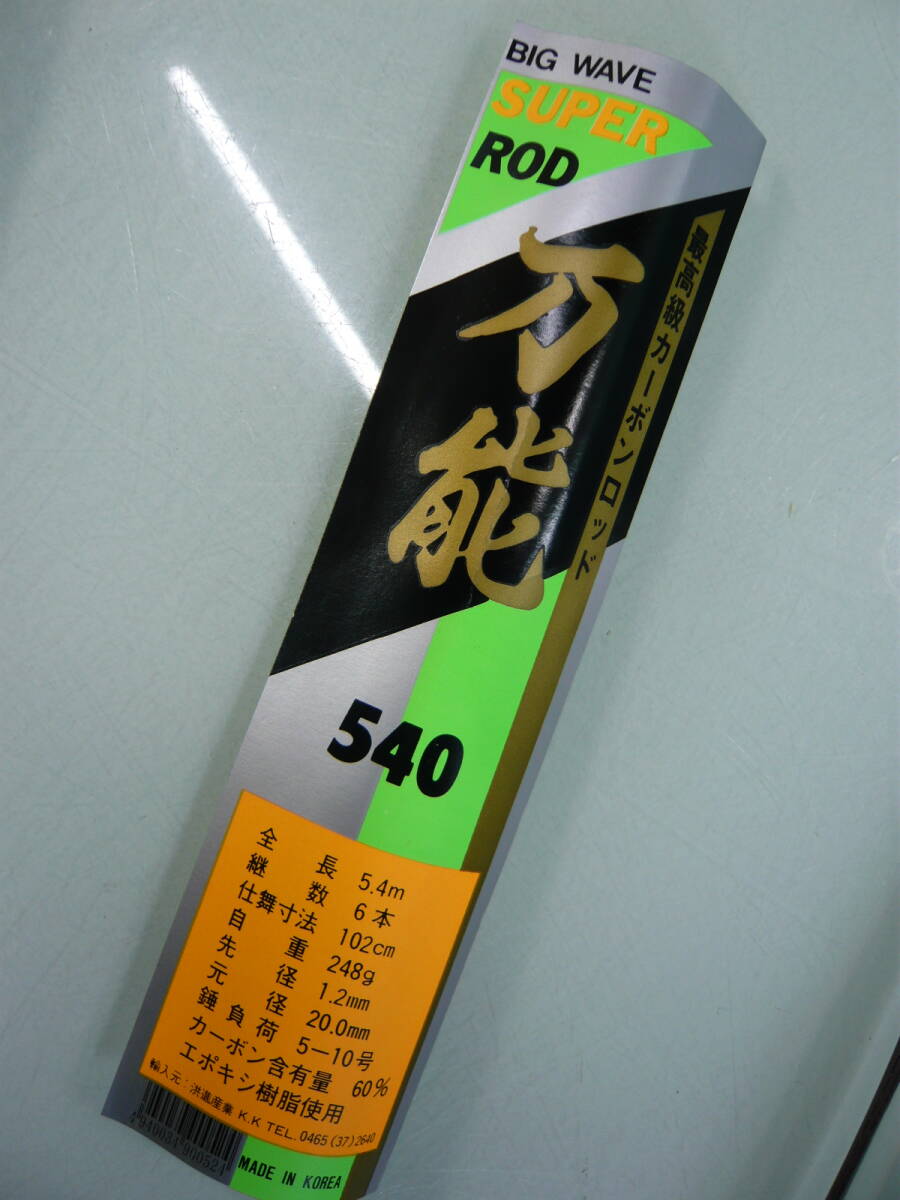 BIG WAVE
SUPER
ROD
万能
最高級カーボンロッド
540
全長 5.4m
継数 6本
仕舞寸法 102cm
自重 248g
先径 1.2mm
元径 20.0mm
錘負荷 5-10号
カーボン含有量 60%
エポキシ樹脂使用
輸入元:洪進産業 K.K TEL. 0465 (37) 2640
MADE IN KOREA